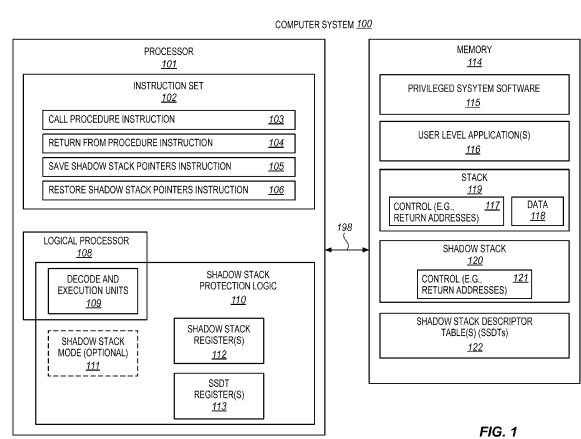 COMPUTER SYSTEM 100
PROCESSOR
101
INSTRUCTION SET
102
CALL PROCEDURE INSTRUCTION 103
RETURN FROM PROCEDURE INSTRUCTION 104
SAVE SHADOW STACK POINTERS INSTRUCTION 105
RESTORE SHADOW STACK POINTERS INSTRUCTION 106
LOGICAL PROCESSOR
108
DECODE AND
EXECUTION UNITS
109
SHADOW STACK
PROTECTION LOGIC
110
SHADOW STACK
MODE (OPTIONAL)
111
SHADOW STACK
REGISTER(S)
112
SSDT
REGISTER(S)
113
198
MEMORY
114
PRIVILEGED SYSYTEM SOFTWARE
115
USER LEVEL APPLICATION(S)
116
STACK
119
CONTROL (E.G., 117
RETURN ADDRESSES)
DATA
118
SHADOW STACK
120
CONTROL (E.G., 121
RETURN ADDRESSES)
SHADOW STACK DESCRIPTOR
TABLE(S) (SSDTs)
122
FIG. 1